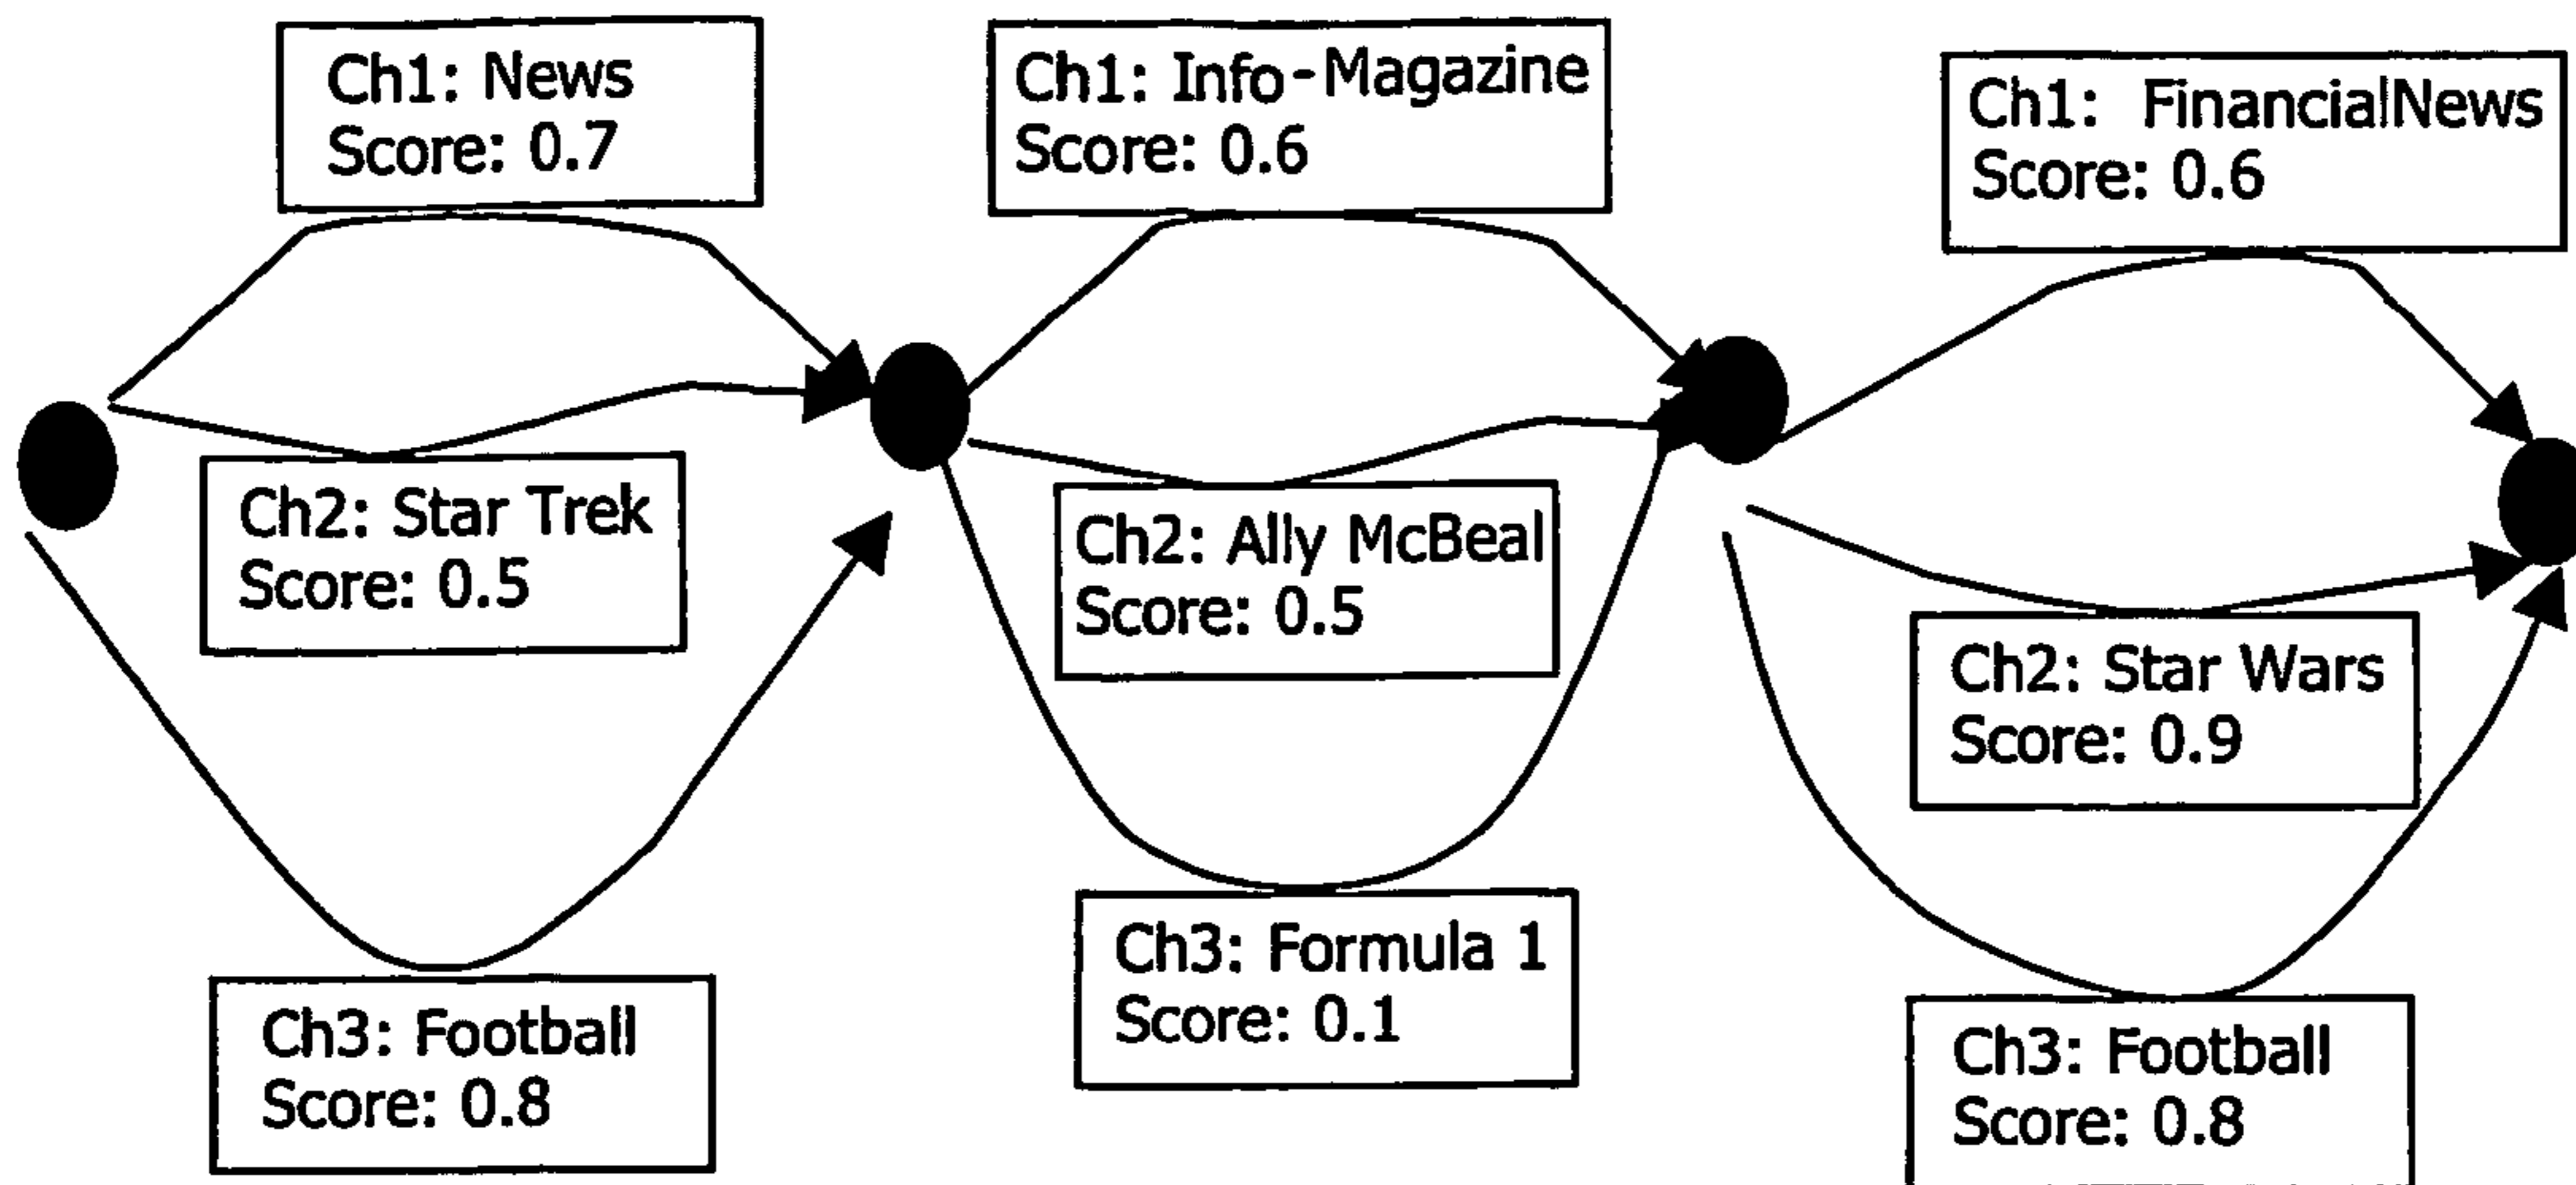 Ch1: News
Score: 0.7
Ch1: Info-Magazine
Score: 0.6
Ch1: FinancialNews
Score: 0.6
Ch2: Star Trek
Score: 0.5
Ch2: Ally McBeal
Score: 0.5
Ch2: Star Wars
Score: 0.9
Ch3: Football
Score: 0.8
Ch3: Formula 1
Score: 0.1
Ch3: Football
Score: 0.8